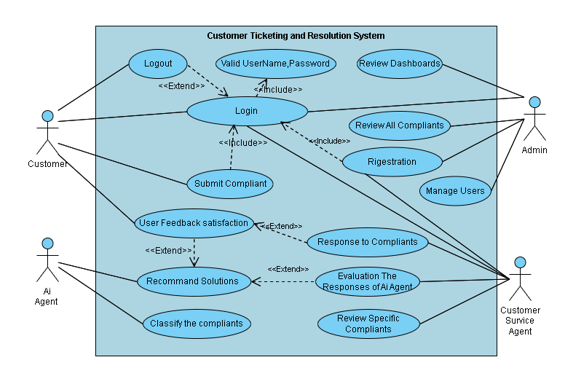 Customer Ticketing and Resolution System
Logout
Valid UserName,Password
Review Dashboards
<<Extend>>
<<Include>>
Login
Review All Compliants
Admin
Customer
<<Include>>
<<Include>>
Rigestration
Submit Compliant
Manage Users
User Feedback satisfaction
<<Extend>>
Response to Compliants
<<Extend>>
<<Extend>>
Recommand Solutions
Evaluation The
Responses of Ai Agent
Ai
Agent
Classify the compliants
Review Specific
Compliants
Customer
Survice
Agent